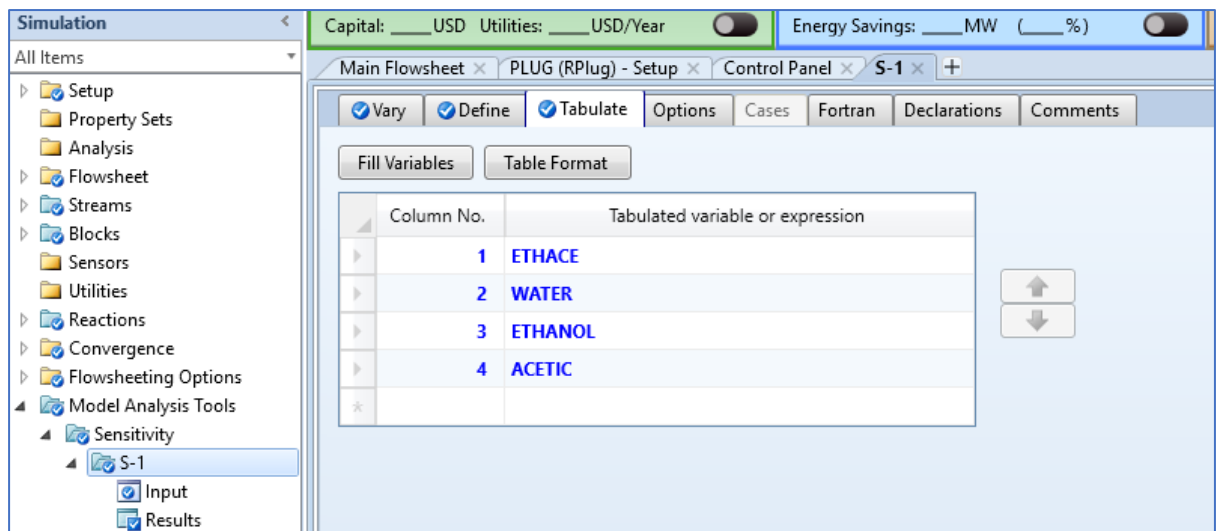 Simulation
Capital: ____USD Utilities: ____USD/Year
Energy Savings: ____MW (____%)
All Items
Main Flowsheet
PLUG (RPlug) - Setup
Control Panel
S-1
+
Setup
Property Sets
Analysis
Flowsheet
Streams
Blocks
Sensors
Utilities
Reactions
Convergence
Flowsheeting Options
Model Analysis Tools
Sensitivity
S-1
Input
Results
Vary
Define
Tabulate
Options
Cases
Fortran
Declarations
Comments
Fill Variables
Table Format
Column No. Tabulated variable or expression
1 ETHACE
2 WATER
3 ETHANOL
4 ACETIC